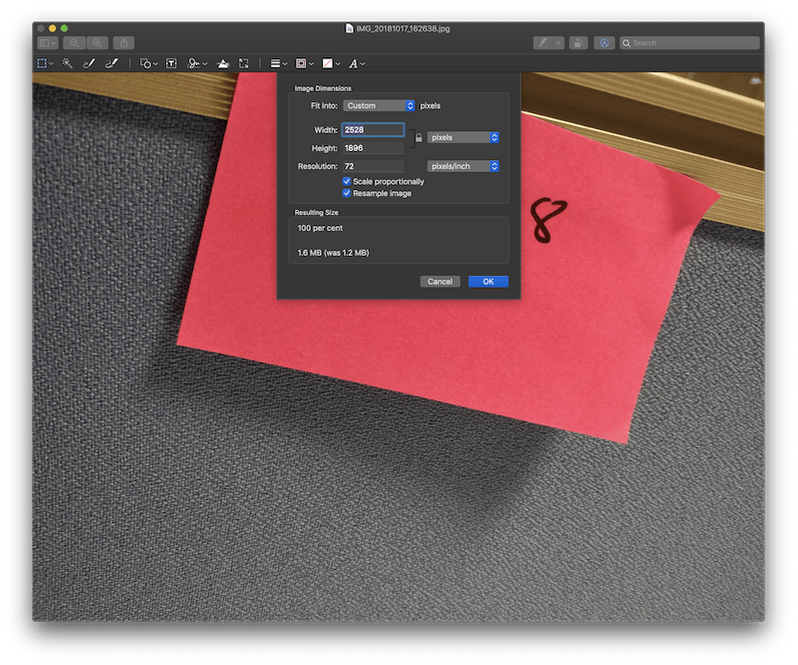 IMG_20181017_162638.jpg
Search
Image Dimensions
Fit into: Custom pixels
Width: 2528 pixels
Height: 1896
Resolution: 72 pixels/inch
Scale proportionally
Resample image
Resulting Size
100 per cent
1.6 MB (was 1.2 MB)
Cancel OK
8